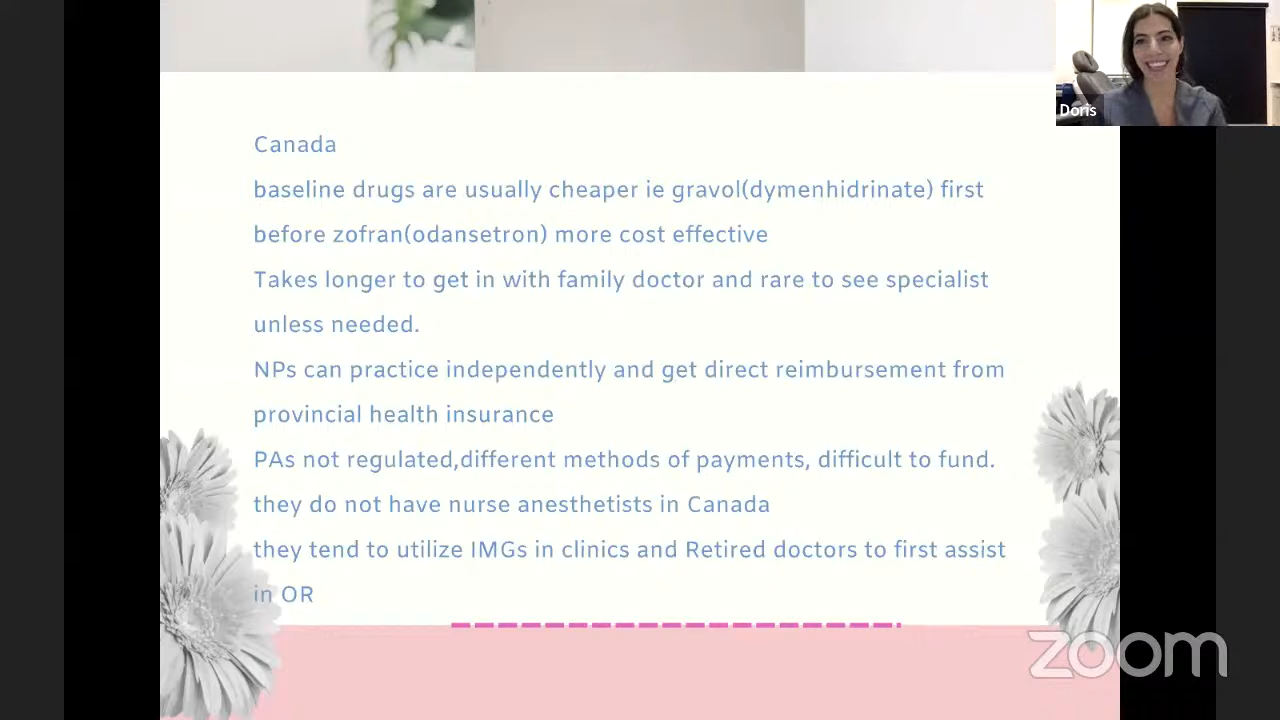 Doris
Canada
baseline drugs are usually cheaper ie gravol(dymenhidrinate) first
before zofran(odansetron) more cost effective
Takes longer to get in with family doctor and rare to see specialist
unless needed.
NPs can practice independently and get direct reimbursement from
provincial health insurance
PAs not regulated,different methods of payments, difficult to fund.
they do not have nurse anesthetists in Canada
they tend to utilize IMGs in clinics and Retired doctors to first assist
in OR
zoom